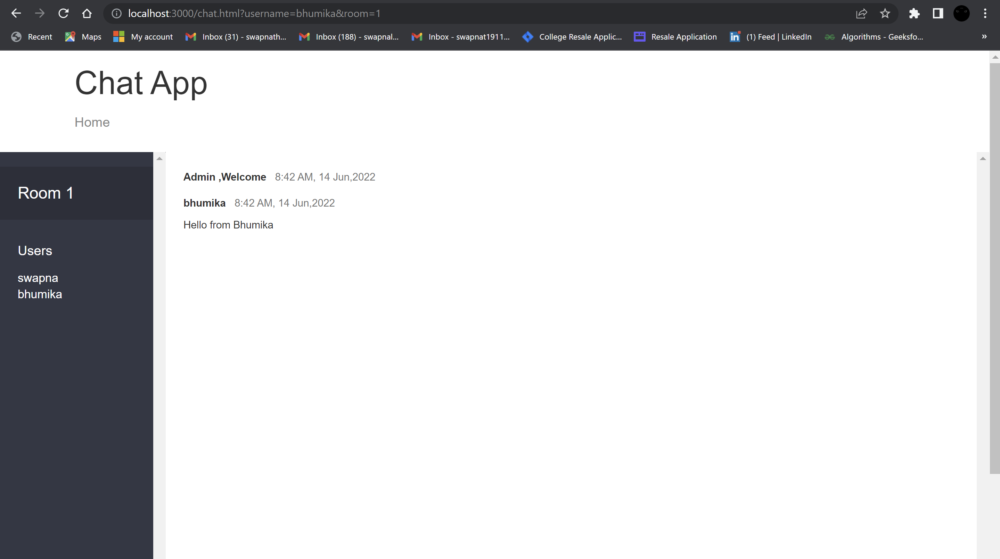 localhost:3000/chat.html?username=bhumika&room=1
Recent Maps My account Inbox (31) - swapnath... Inbox (188) - swapnal... Inbox - swapnat1911... College Resale Applic... Resale Application (1) Feed | LinkedIn Algorithms - Geeksfo... »
Chat App
Home
Room 1
Users
swapna
bhumika
Admin ,Welcome 8:42 AM, 14 Jun,2022
bhumika 8:42 AM, 14 Jun,2022
Hello from Bhumika